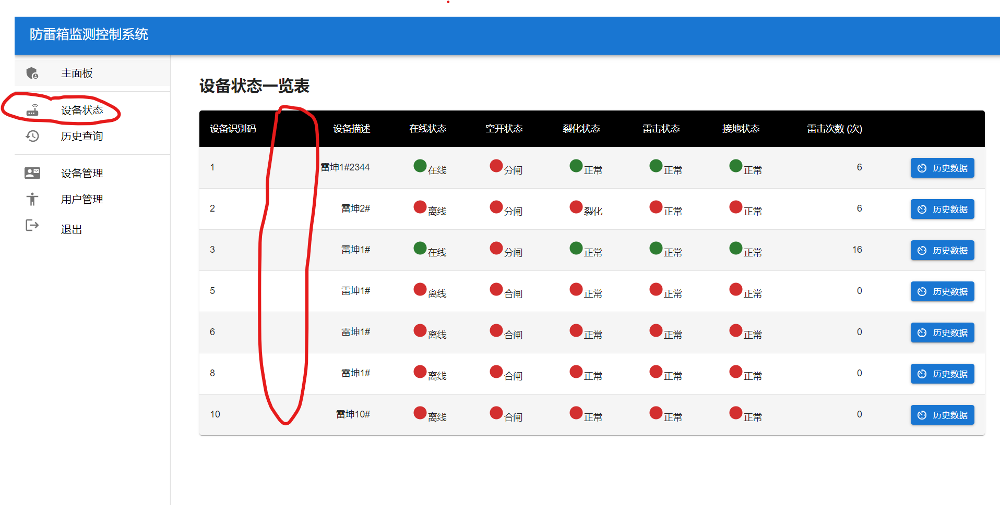 防雷箱监测控制系统
主面板
设备状态
历史查询
设备管理
用户管理
退出
设备状态一览表
设备识别码 设备描述 在线状态 空开状态 裂化状态 雷击状态 接地状态 雷击次数 (次)
1 雷坤1#2344 在线 分闸 正常 正常 正常 6 历史数据
2 雷坤2# 离线 分闸 裂化 正常 正常 6 历史数据
3 雷坤1# 在线 分闸 正常 正常 正常 16 历史数据
5 雷坤1# 离线 合闸 正常 正常 正常 0 历史数据
6 雷坤1# 离线 合闸 正常 正常 正常 0 历史数据
8 雷坤1# 离线 合闸 正常 正常 正常 0 历史数据
10 雷坤10# 离线 合闸 正常 正常 正常 0 历史数据